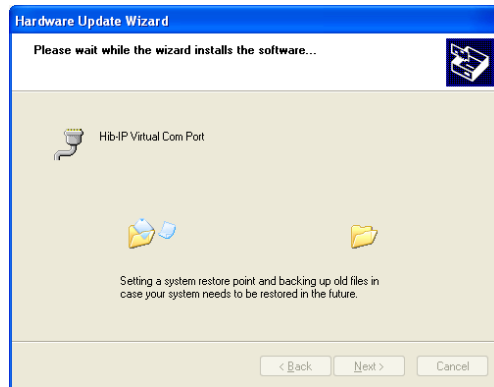 Hardware Update Wizard
Please wait while the wizard installs the software...
Hib-IP Virtual Com Port
Setting a system restore point and backing up old files in
case your system needs to be restored in the future.
< Back Next > Cancel